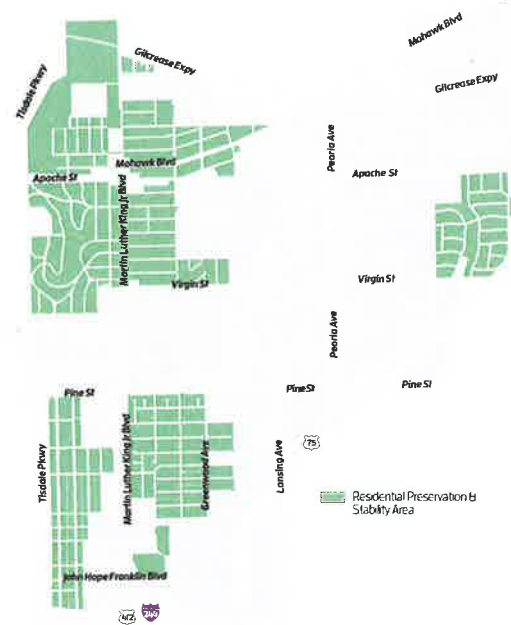 Mohawk Blvd
Gilcrease Expy
Tisdale Pkwy
Gilcrease Expy
Peoria Ave
Mohawk Blvd
Apache St
Apache St
Martin Luther King Jr Blvd
Virgin St
Virgin St
Peoria Ave
Pine St
Pine St
Pine St
Martin Luther King Jr Blvd
Greenwood Ave
Tisdale Pkwy
Lansing Ave
75
Residential Preservation &
Stability Area
John Hope Franklin Blvd
412
244